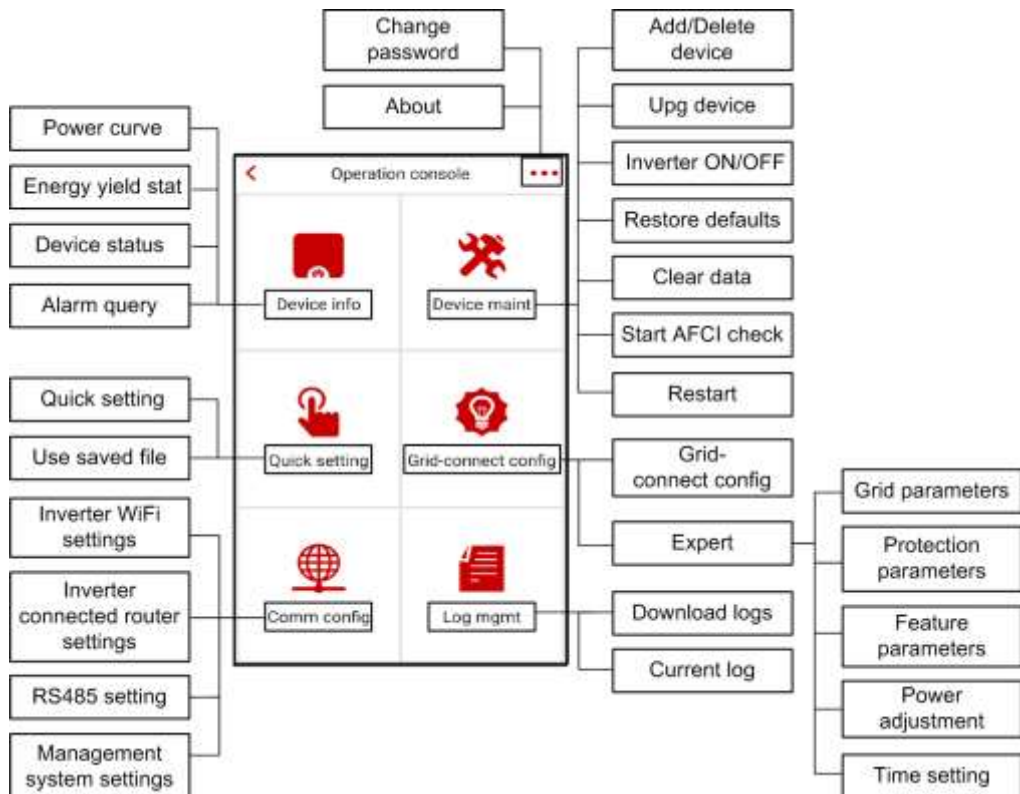 Change
password
About
Add/Delete
device
Upg device
Inverter ON/OFF
Restore defaults
Clear data
Start AFCI check
Restart
Power curve
Energy yield stat
Device status
Alarm query
Operation console
Device info
Device maint
Quick setting
Use saved file
Quick setting
Grid-connect config
Grid-
connect config
Expert
Grid parameters
Protection
parameters
Feature
parameters
Power
adjustment
Time setting
Inverter WiFi
settings
Inverter
connected router
settings
RS485 setting
Management
system settings
Comm config
Log mgmt
Download logs
Current log